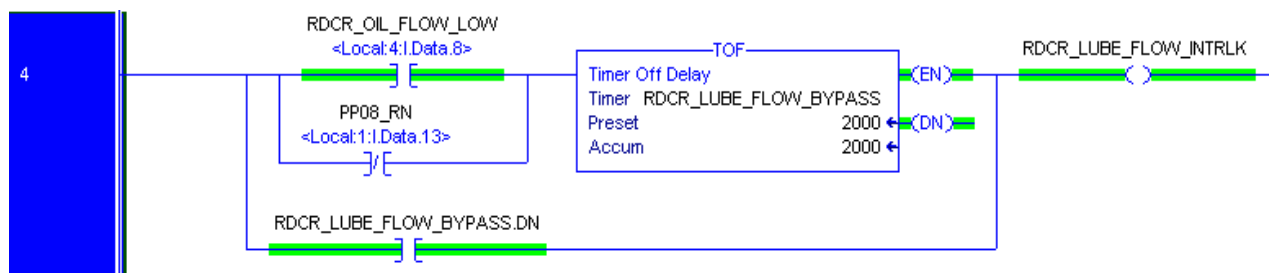 RDCR_OIL_FLOW_LOW
<Local:4:I.Data.8>
4
TOF
Timer Off Delay
Timer RDCR_LUBE_FLOW_BYPASS
Preset 2000
Accum 2000
(EN)
(DN)
RDCR_LUBE_FLOW_INTRLK
PP08_RN
<Local:1:I.Data.13>
RDCR_LUBE_FLOW_BYPASS.DN